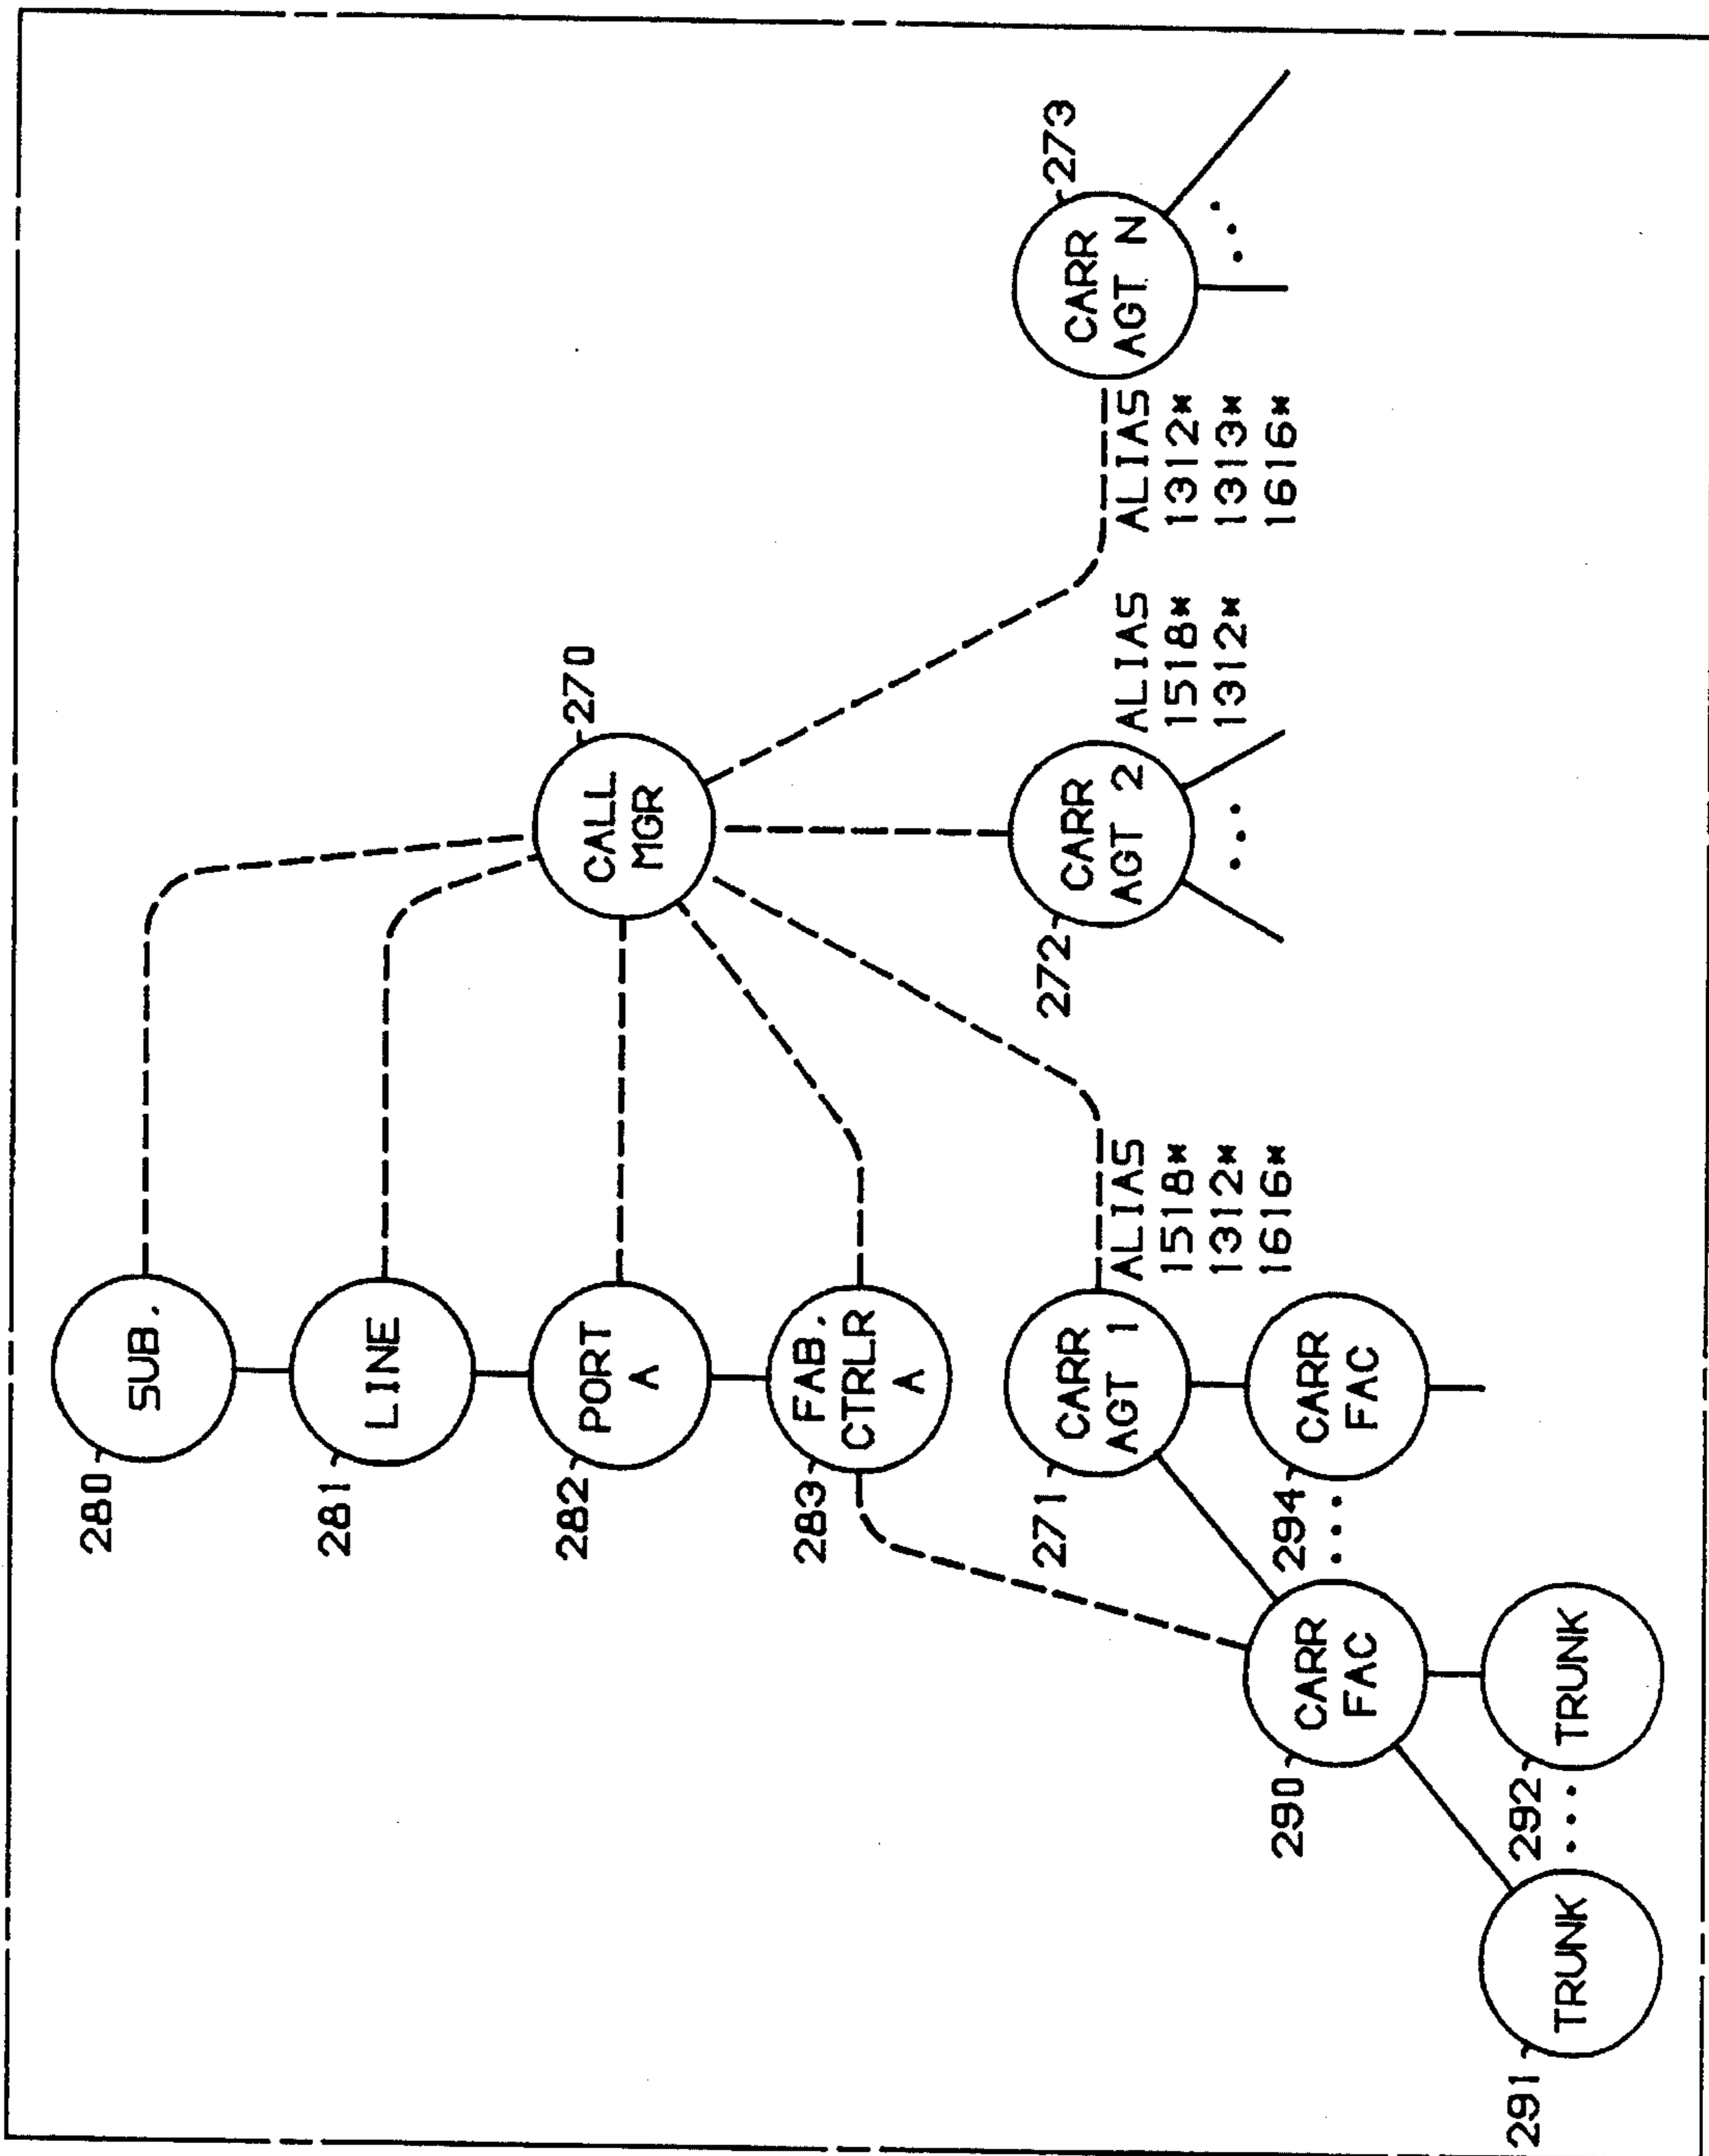 280
SUB.
281
LINE
282
PORT
A
CALL
MGR
270
283
FAB.
CTRLR
A
271
CARR
AGT 1
ALIAS
1518*
1312*
1616*
272
CARR
AGT 2
ALIAS
1518*
1312*
CARR
AGT N
273
ALIAS
1312*
1313*
1616*
290
CARR
FAC
...
294
CARR
FAC
...
...
291
TRUNK
...
292
TRUNK